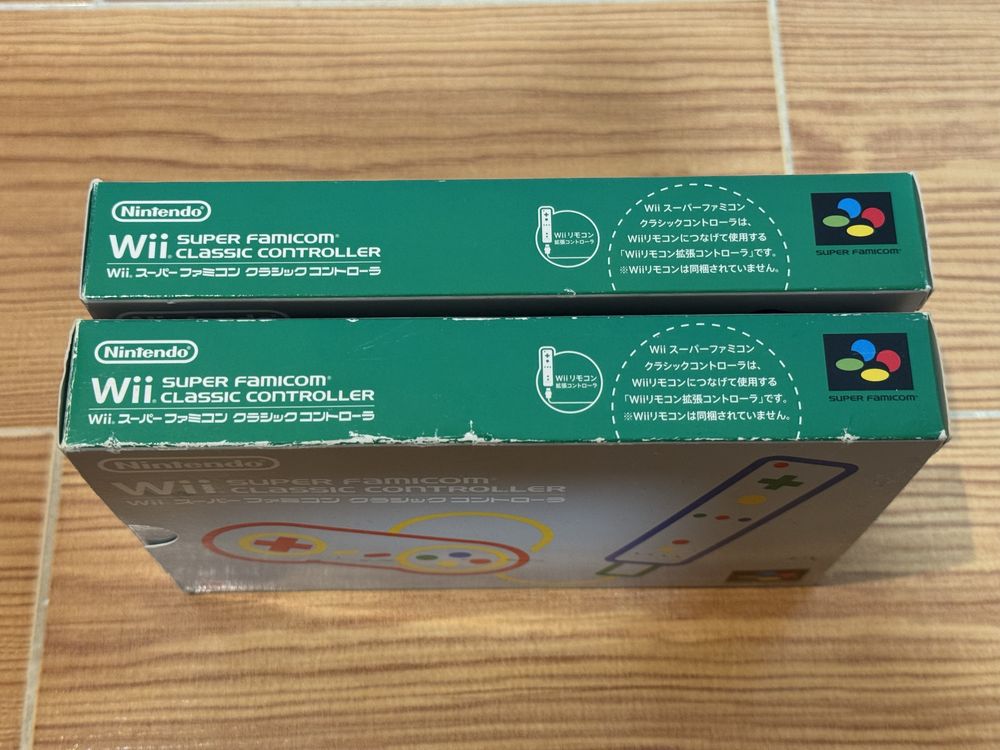 Nintendo
Wii SUPER FAMICOM
CLASSIC CONTROLLER
Wii スーパーファミコン クラシックコントローラ
Wiiリモコン
拡張コントローラ
Wii スーパーファミコン
クラシックコントローラは、
Wiiリモコンにつなげて使用する
「Wiiリモコン拡張コントローラ」です。
※Wiiリモコンは同梱されていません。
SUPER FAMICOM
Nintendo
Wii SUPER FAMICOM
CLASSIC CONTROLLER
Wii スーパーファミコン クラシックコントローラ
Wiiリモコン
拡張コントローラ
Wii スーパーファミコン
クラシックコントローラは、
Wiiリモコンにつなげて使用する
「Wiiリモコン拡張コントローラ」です。
※Wiiリモコンは同梱されていません。
SUPER FAMICOM
Nintendo
Wii SUPER FAMICOM
CLASSIC CONTROLLER
Wii スーパーファミコン クラシックコントローラ